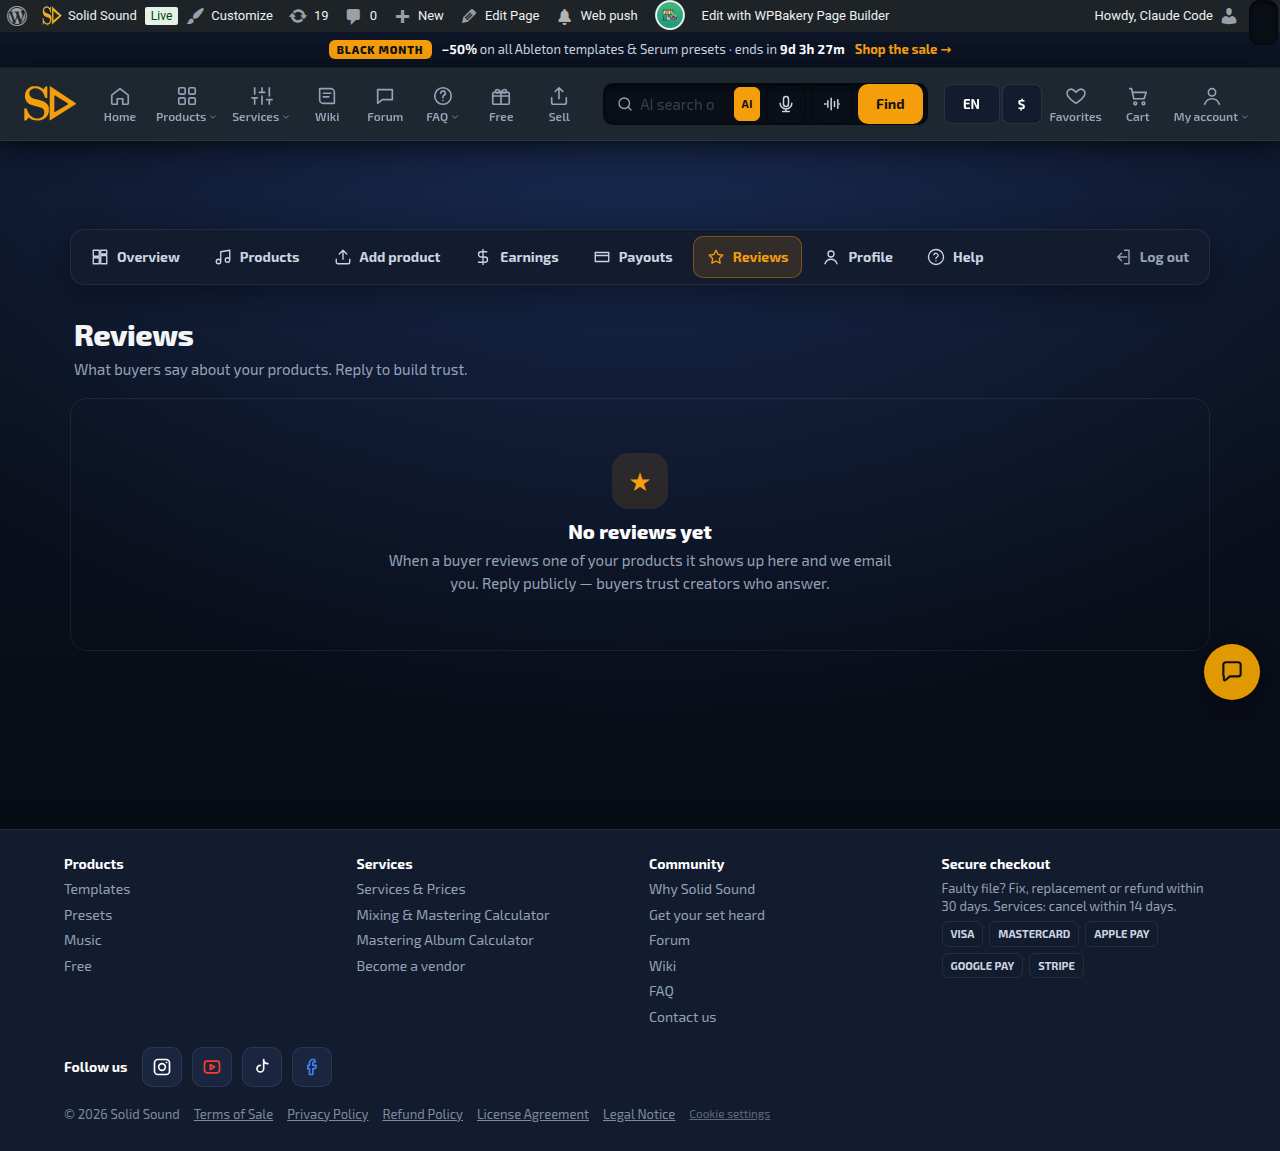 Solid Sound Live Customize 19 0 New Edit Page Web push Edit with WPBakery Page Builder Howdy, Claude Code
BLACK MONTH −50% on all Ableton templates & Serum presets · ends in 9d 3h 27m Shop the sale →
Home Products Services Wiki Forum FAQ Free Sell AI search o AI Find EN $ Favorites Cart My account
Overview Products Add product Earnings Payouts Reviews Profile Help Log out
Reviews
What buyers say about your products. Reply to build trust.
No reviews yet
When a buyer reviews one of your products it shows up here and we email
you. Reply publicly — buyers trust creators who answer.
Products
Templates
Presets
Music
Free
Services
Services & Prices
Mixing & Mastering Calculator
Mastering Album Calculator
Become a vendor
Community
Why Solid Sound
Get your set heard
Forum
Wiki
FAQ
Contact us
Secure checkout
Faulty file? Fix, replacement or refund within
30 days. Services: cancel within 14 days.
VISA MASTERCARD APPLE PAY
GOOGLE PAY STRIPE
Follow us
© 2026 Solid Sound Terms of Sale Privacy Policy Refund Policy License Agreement Legal Notice Cookie settings